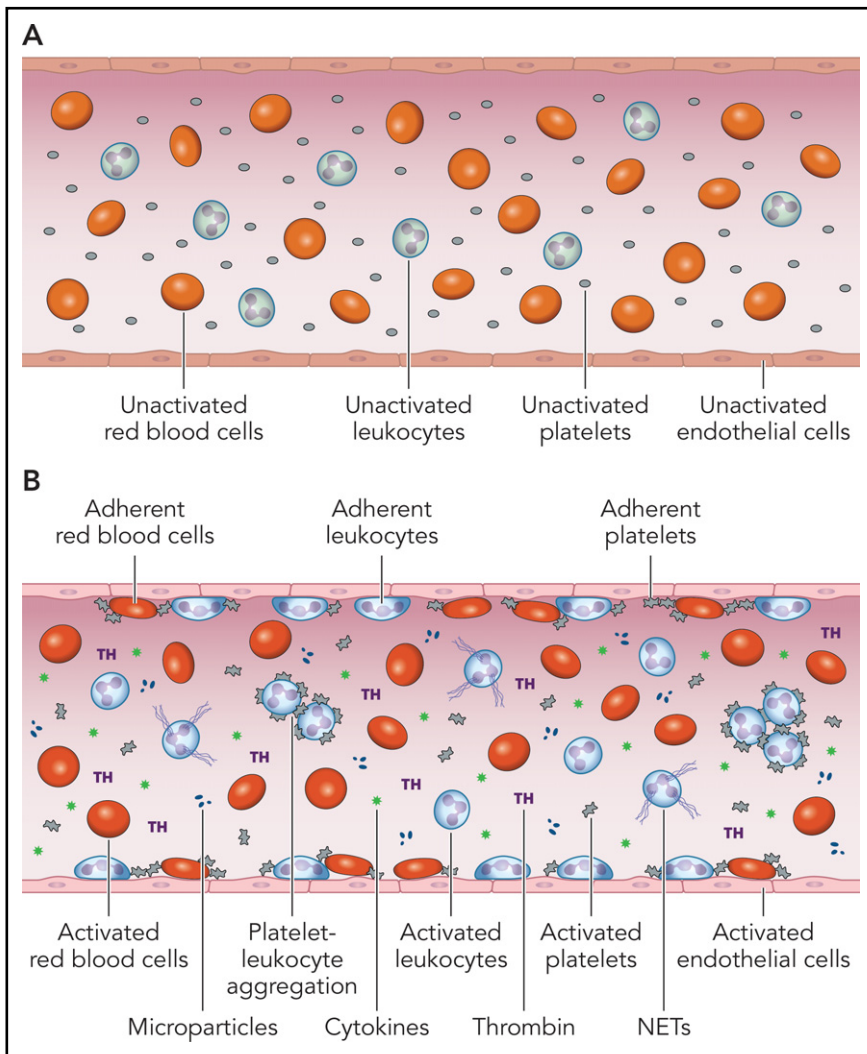 A
Unactivated
red blood cells
Unactivated
leukocytes
Unactivated
platelets
Unactivated
endothelial cells
B
Adherent
red blood cells
Adherent
leukocytes
Adherent
platelets
TH
TH
TH
TH
TH
TH
TH
TH
TH
TH
Activated
red blood cells
Platelet-
leukocyte
aggregation
Activated
leukocytes
Activated
platelets
Activated
endothelial cells
Microparticles
Cytokines
Thrombin
NETs